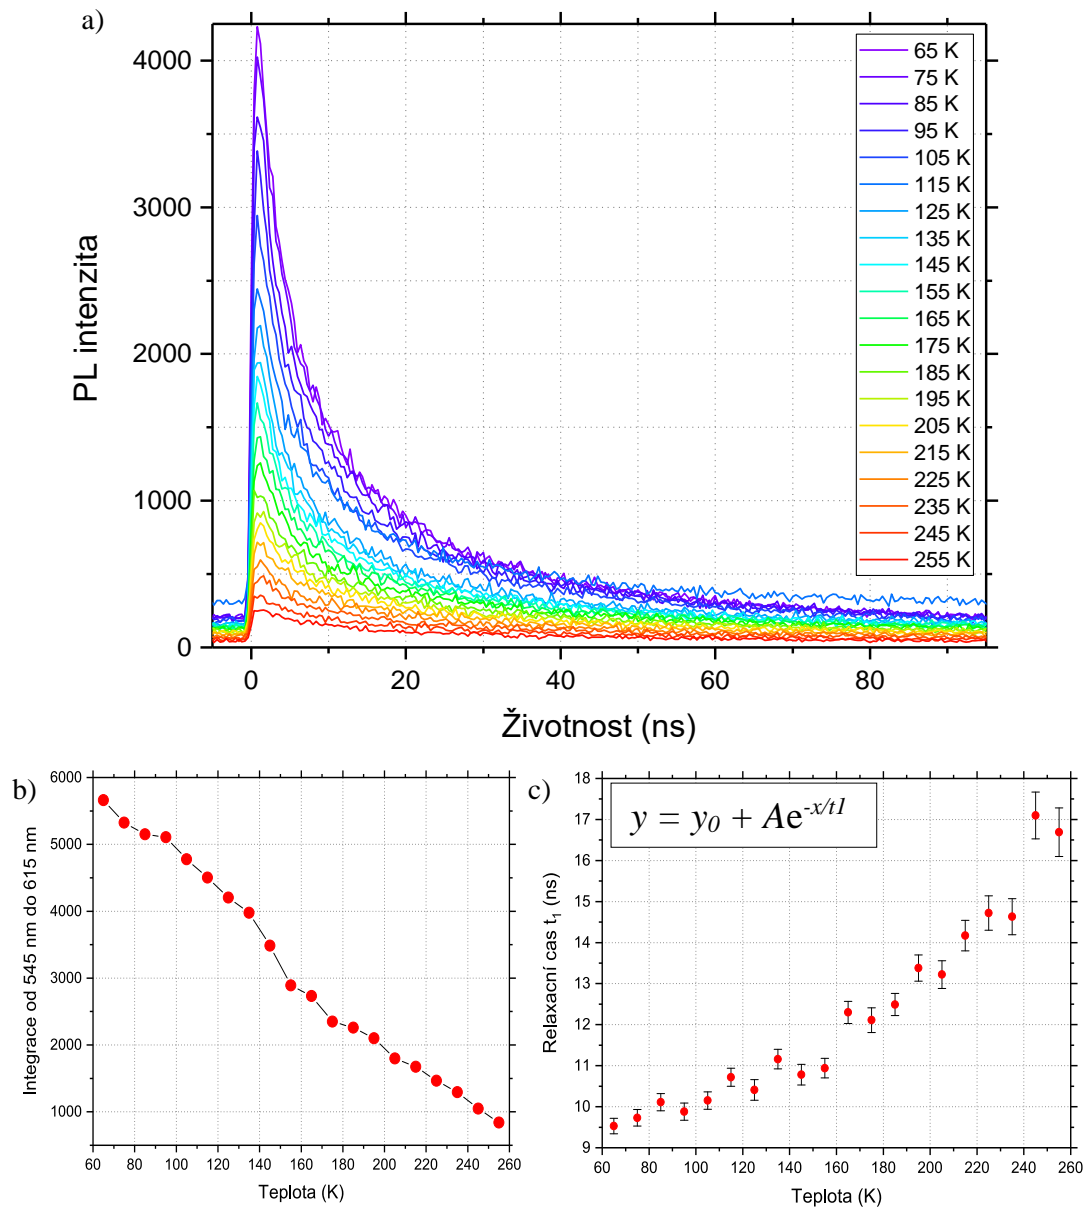 a)
PL intenzita
4000
3000
2000
1000
0
0
20
40
60
80
Životnost (ns)
65 K
75 K
85 K
95 K
105 K
115 K
125 K
135 K
145 K
155 K
165 K
175 K
185 K
195 K
205 K
215 K
225 K
235 K
245 K
255 K
b)
Integrace od 545 nm do 615 nm
6000
5000
4000
3000
2000
1000
60
80
100
120
140
160
180
200
220
240
260
Teplota (K)
c)
y = y0 + Ae-x/t1
Relaxacní cas t1 (ns)
18
17
16
15
14
13
12
11
10
9
60
80
100
120
140
160
180
200
220
240
260
Teplota (K)